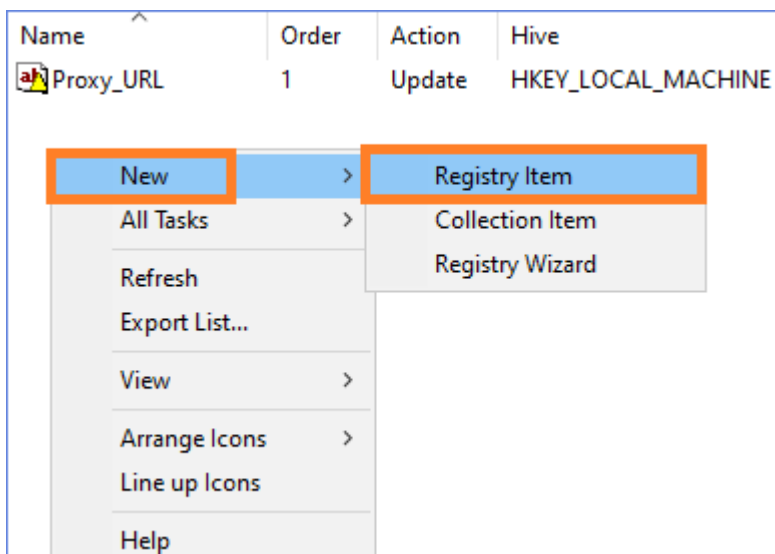 Name Order Action Hive
ab Proxy_URL 1 Update HKEY_LOCAL_MACHINE
New > Registry Item
All Tasks > Collection Item
Registry Wizard
Refresh
Export List...
View >
Arrange Icons >
Line up Icons
Help